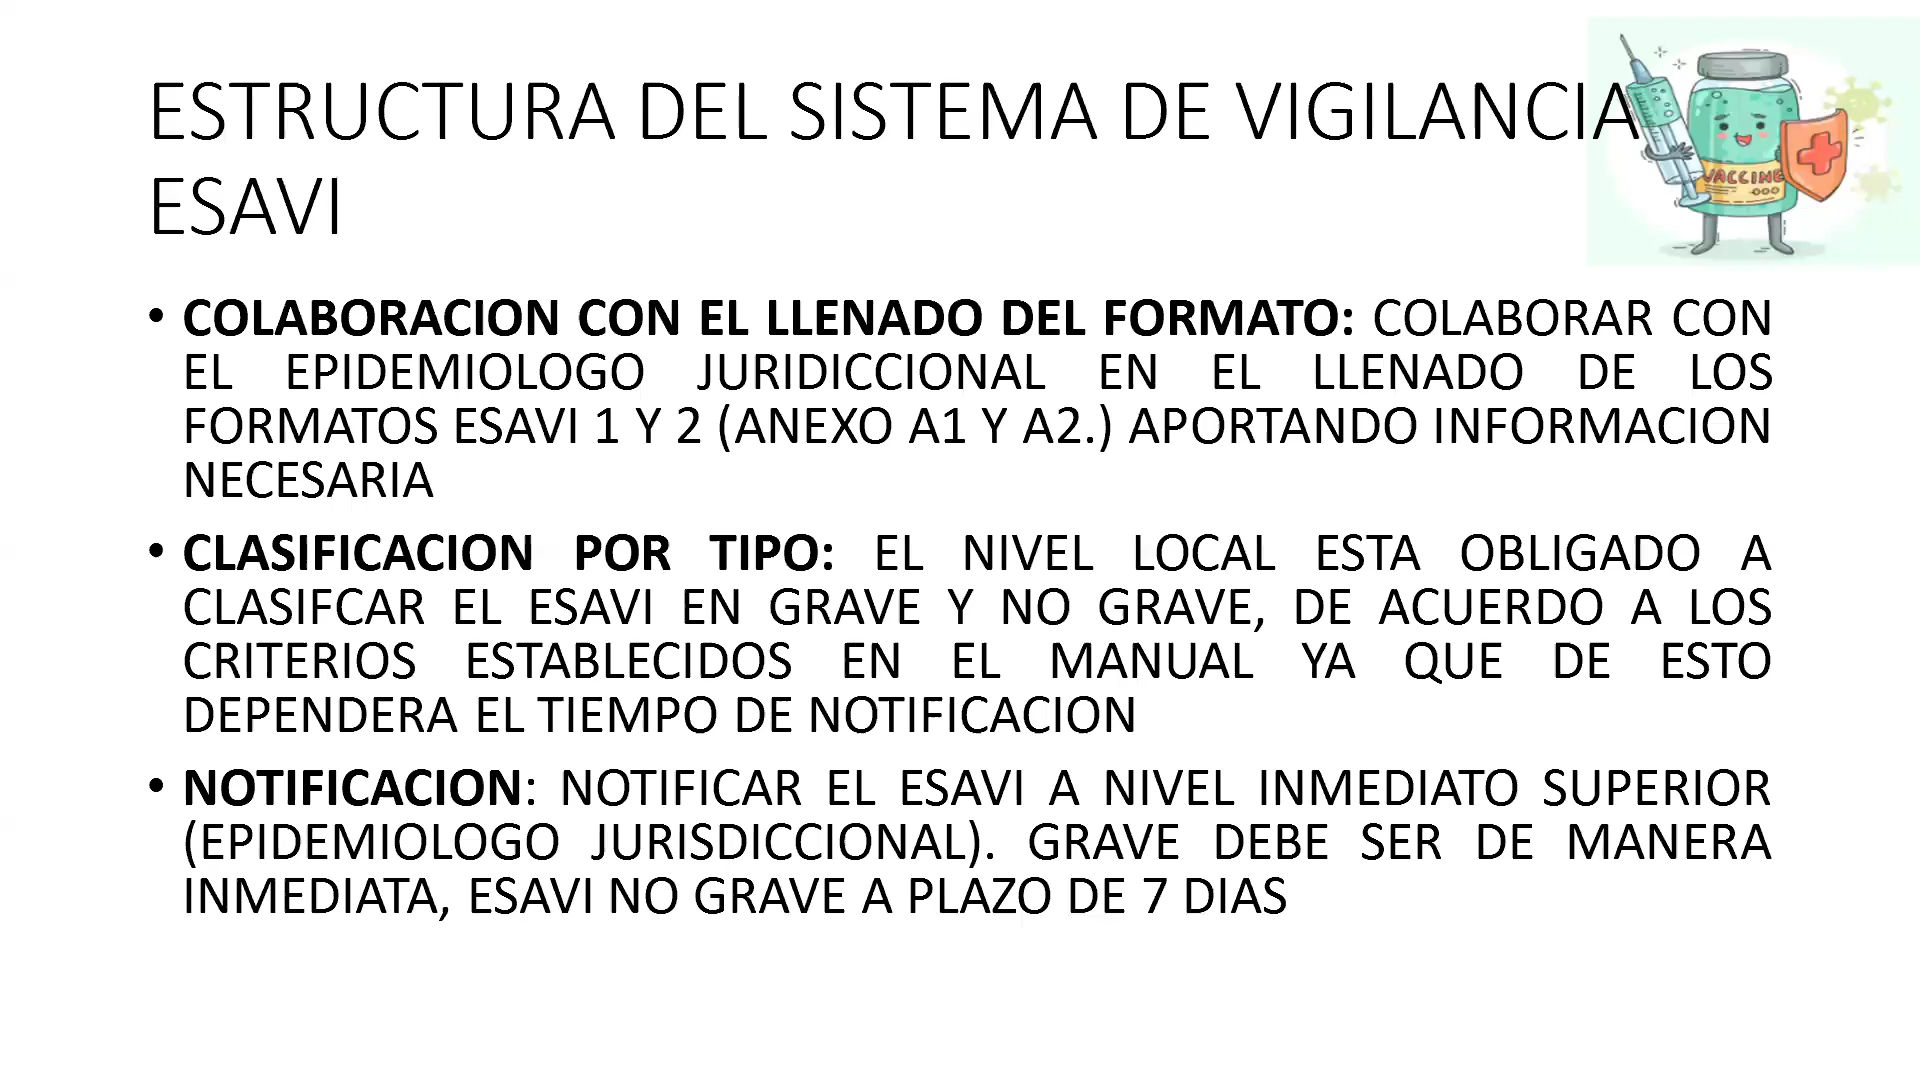 ESTRUCTURA DEL SISTEMA DE VIGILANCIA
ESAVI
VACCINE
• COLABORACION CON EL LLENADO DEL FORMATO: COLABORAR CON
EL EPIDEMIOLOGO JURIDICCIONAL EN EL LLENADO DE LOS
FORMATOS ESAVI 1 Y 2 (ANEXO A1 Y A2.) APORTANDO INFORMACION
NECESARIA
• CLASIFICACION POR TIPO: EL NIVEL LOCAL ESTA OBLIGADO A
CLASIFCAR EL ESAVI EN GRAVE Y NO GRAVE, DE ACUERDO A LOS
CRITERIOS ESTABLECIDOS EN EL MANUAL YA QUE DE ESTO
DEPENDERA EL TIEMPO DE NOTIFICACION
• NOTIFICACION: NOTIFICAR EL ESAVI A NIVEL INMEDIATO SUPERIOR
(EPIDEMIOLOGO JURISDICCIONAL). GRAVE DEBE SER DE MANERA
INMEDIATA, ESAVI NO GRAVE A PLAZO DE 7 DIAS